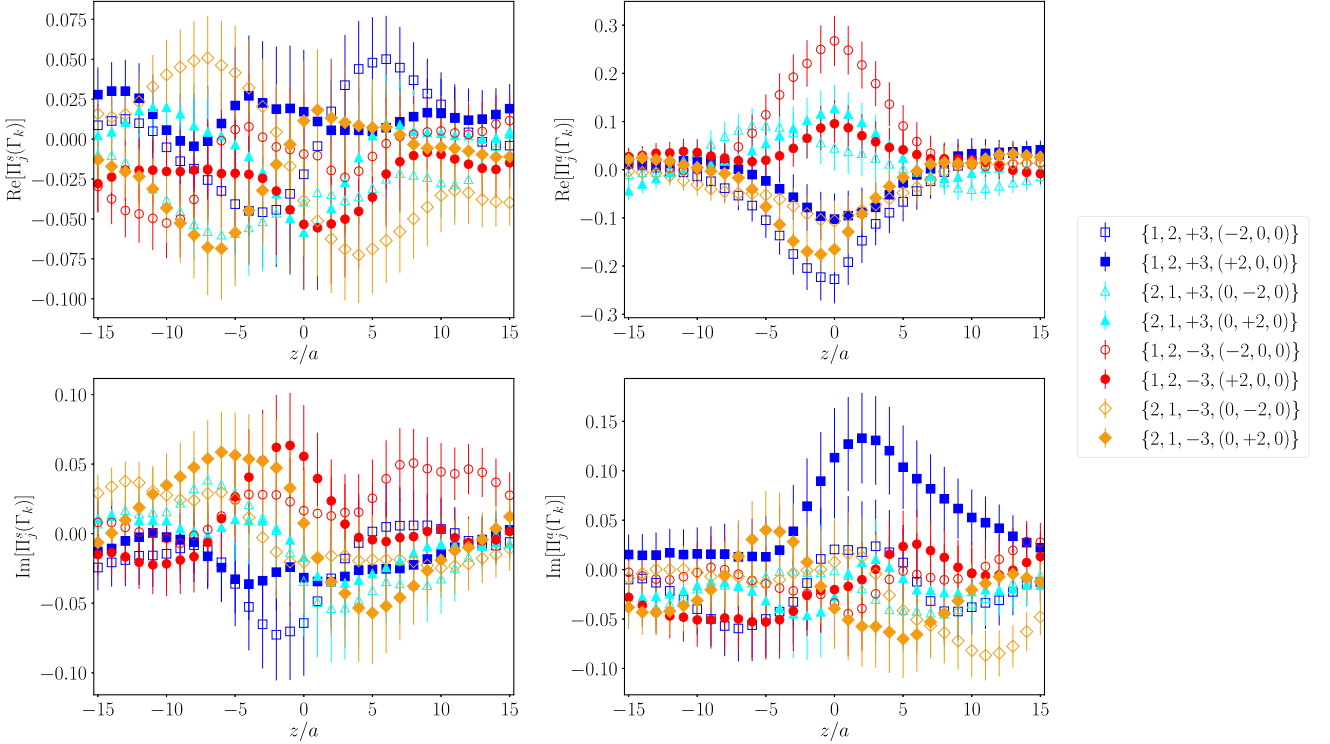 Re[Π^s_j(Γ_k)]
0.075
0.050
0.025
0.000
−0.025
−0.050
−0.075
−0.100
−15 −10 −5 0 5 10 15
z/a
Re[Π^a_j(Γ_k)]
0.3
0.2
0.1
0.0
−0.1
−0.2
−0.3
−15 −10 −5 0 5 10 15
z/a
Im[Π^s_j(Γ_k)]
0.10
0.05
0.00
−0.05
−0.10
−15 −10 −5 0 5 10 15
z/a
Im[Π^a_j(Γ_k)]
0.15
0.10
0.05
0.00
−0.05
−0.10
−15 −10 −5 0 5 10 15
z/a
{1, 2, +3, (−2, 0, 0)}
{1, 2, +3, (+2, 0, 0)}
{2, 1, +3, (0, −2, 0)}
{2, 1, +3, (0, +2, 0)}
{1, 2, −3, (−2, 0, 0)}
{1, 2, −3, (+2, 0, 0)}
{2, 1, −3, (0, −2, 0)}
{2, 1, −3, (0, +2, 0)}